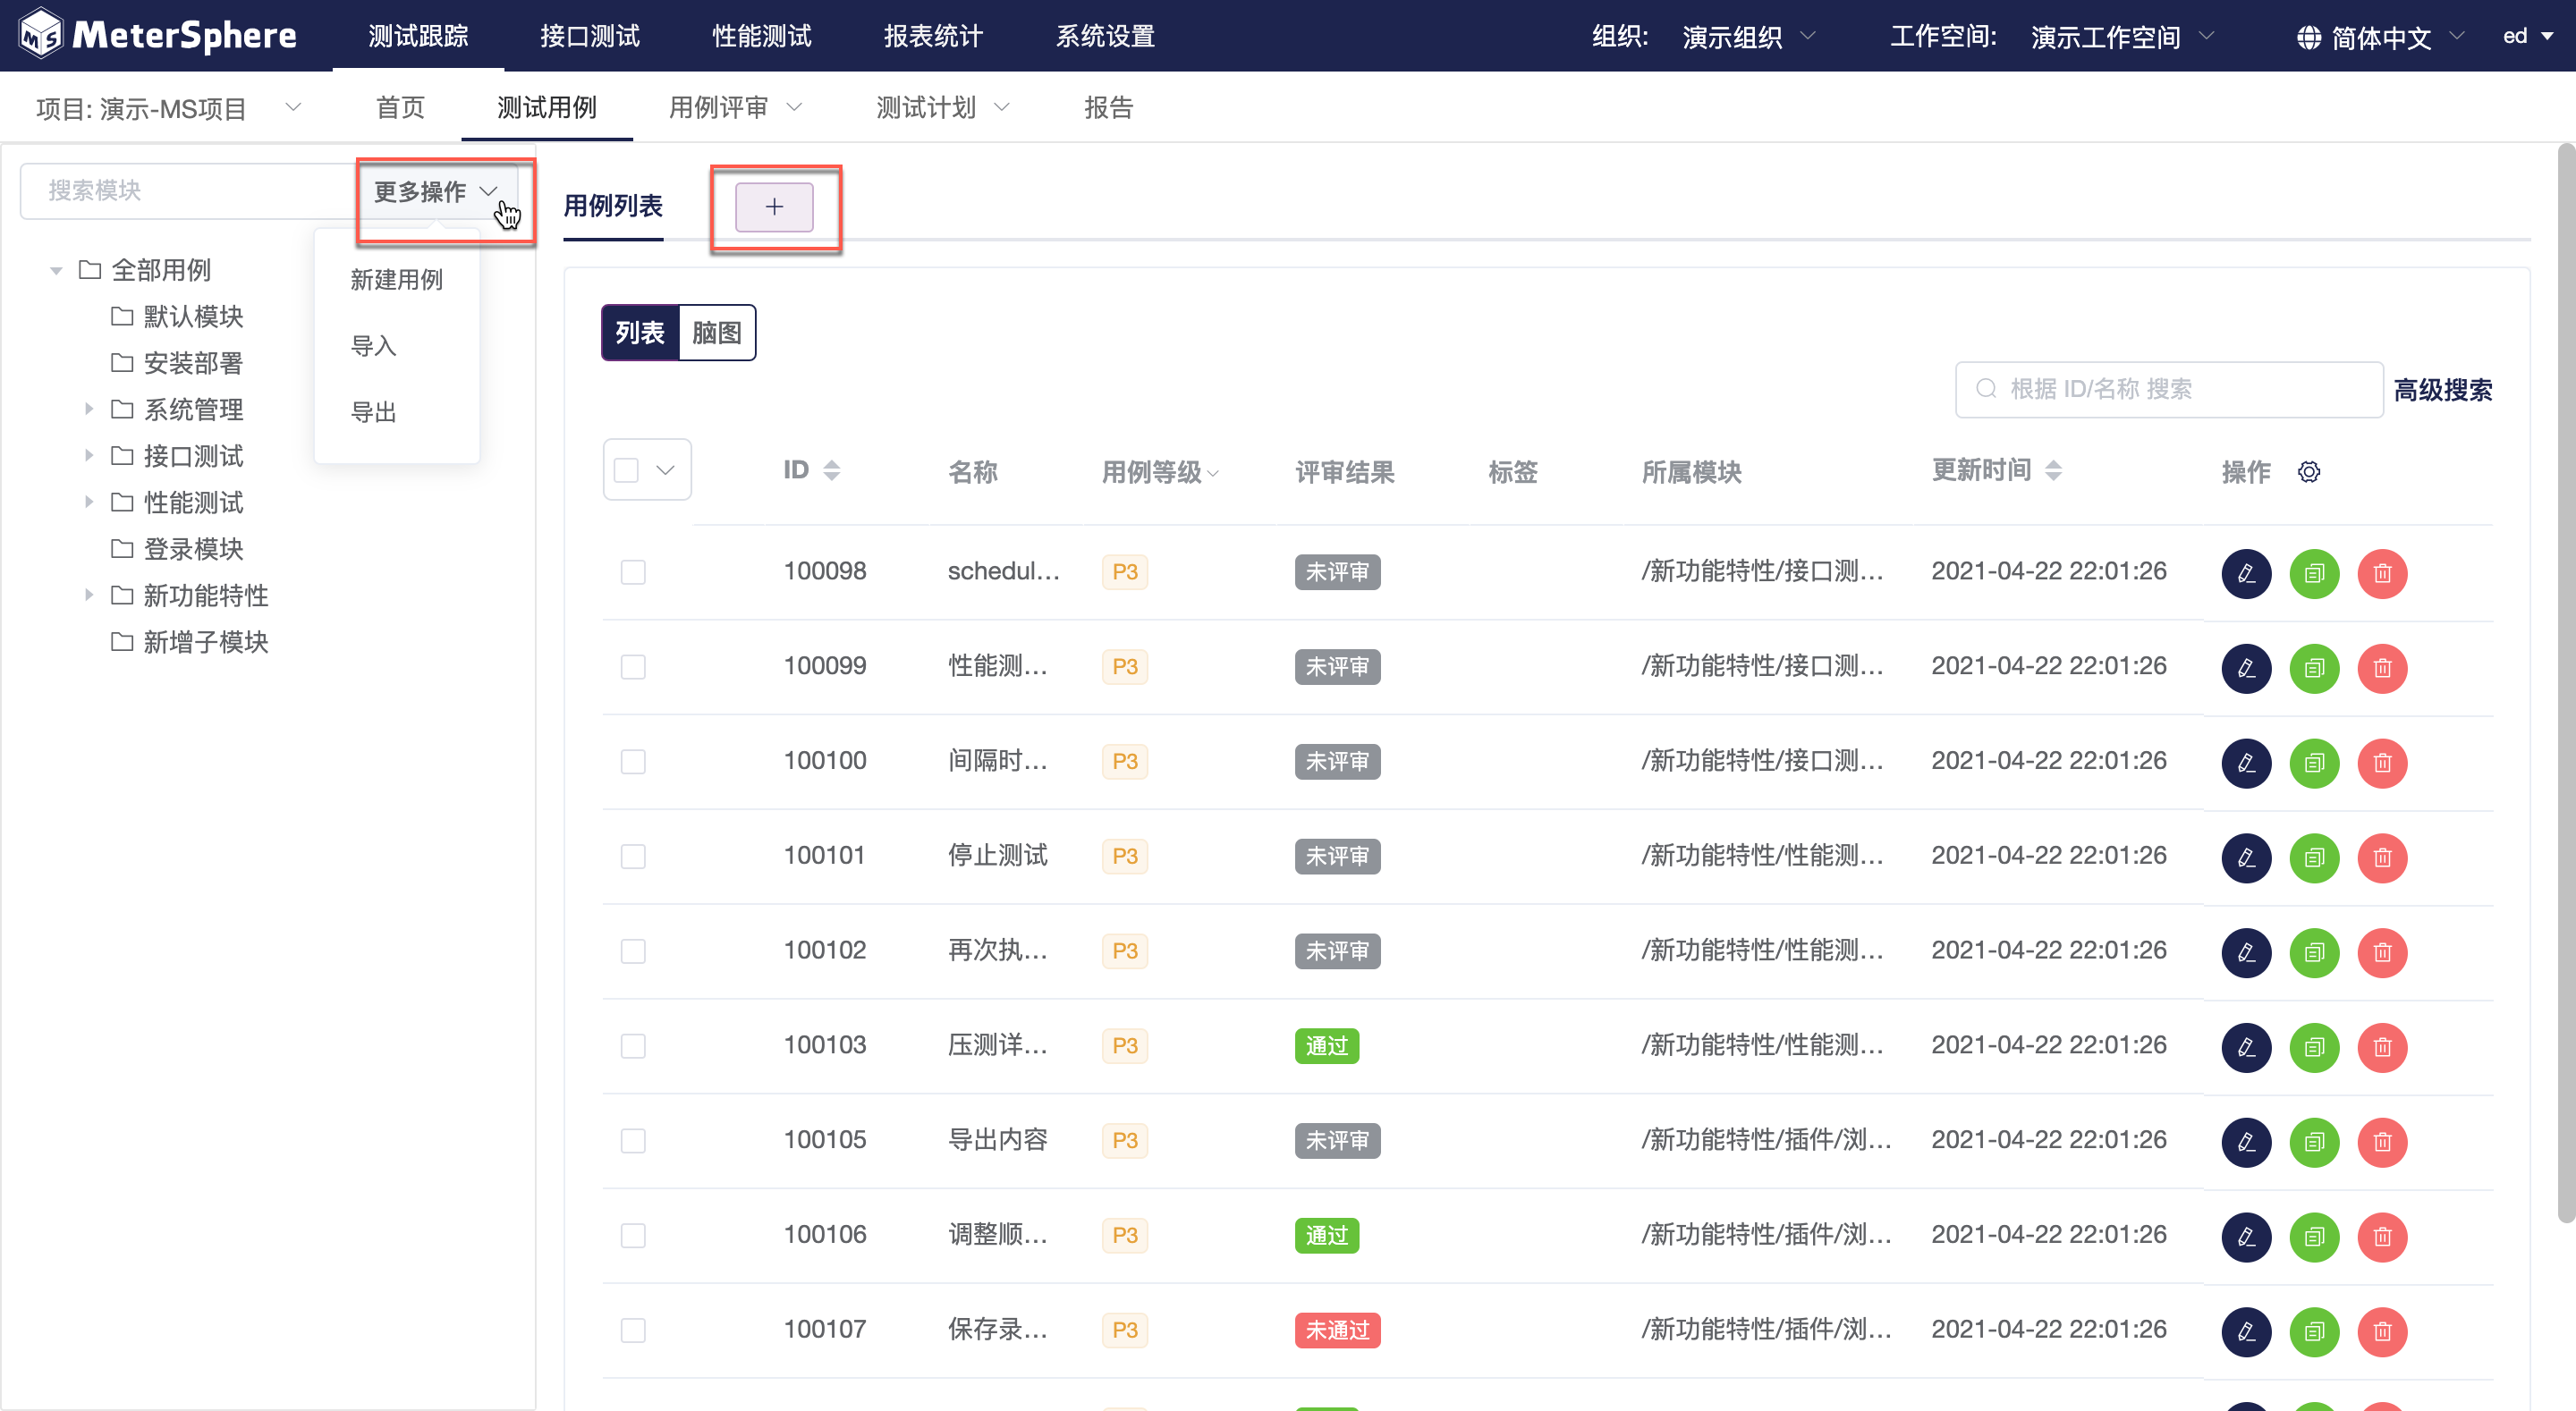 MeterSphere 测试跟踪 接口测试 性能测试 报表统计 系统设置 组织: 演示组织 工作空间: 演示工作空间 简体中文 ed
项目: 演示-MS项目 首页 测试用例 用例评审 测试计划 报告
搜索模块 更多操作
新建用例
导入
导出
全部用例
默认模块
安装部署
系统管理
接口测试
性能测试
登录模块
新功能特性
新增子模块
用例列表 +
列表 脑图
根据 ID/名称 搜索 高级搜索
ID 名称 用例等级 评审结果 标签 所属模块 更新时间 操作
100098 schedul... P3 未评审 /新功能特性/接口测... 2021-04-22 22:01:26
100099 性能测... P3 未评审 /新功能特性/接口测... 2021-04-22 22:01:26
100100 间隔时... P3 未评审 /新功能特性/接口测... 2021-04-22 22:01:26
100101 停止测试 P3 未评审 /新功能特性/性能测... 2021-04-22 22:01:26
100102 再次执... P3 未评审 /新功能特性/性能测... 2021-04-22 22:01:26
100103 压测详... P3 通过 /新功能特性/性能测... 2021-04-22 22:01:26
100105 导出内容 P3 未评审 /新功能特性/插件/浏... 2021-04-22 22:01:26
100106 调整顺... P3 通过 /新功能特性/插件/浏... 2021-04-22 22:01:26
100107 保存录... P3 未通过 /新功能特性/插件/浏... 2021-04-22 22:01:26